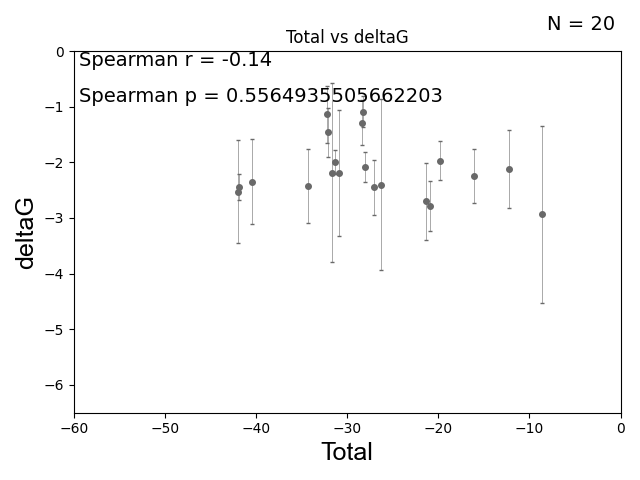 N = 20
Total vs deltaG
Spearman r = -0.14
Spearman p = 0.5564935505662203
0
−1
−2
−3
−4
−5
−6
deltaG
−60
−50
−40
−30
−20
−10
0
Total